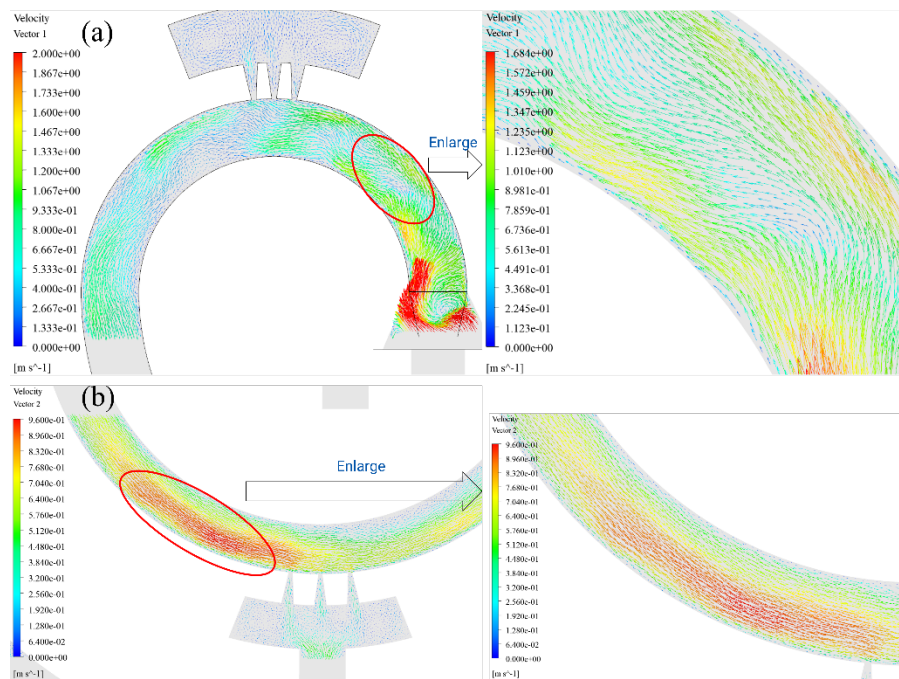 Velocity
Vector 1
(a)
2.000e+00
1.867e+00
1.733e+00
1.600e+00
1.467e+00
1.333e+00
1.200e+00
1.067e+00
9.333e-01
8.000e-01
6.667e-01
5.333e-01
4.000e-01
2.667e-01
1.333e-01
0.000e+00
[m s^-1]
Enlarge
Velocity
Vector 1
1.684e+00
1.572e+00
1.459e+00
1.347e+00
1.235e+00
1.123e+00
1.010e+00
8.981e-01
7.859e-01
6.736e-01
5.613e-01
4.491e-01
3.368e-01
2.245e-01
1.123e-01
0.000e+00
[m s^-1]
Velocity
Vector 2
(b)
9.600e-01
8.960e-01
8.320e-01
7.680e-01
7.040e-01
6.400e-01
5.760e-01
5.120e-01
4.480e-01
3.840e-01
3.200e-01
2.560e-01
1.920e-01
1.280e-01
6.400e-02
0.000e+00
[m s^-1]
Enlarge
Velocity
Vector 2
9.600e-01
8.960e-01
8.320e-01
7.680e-01
7.040e-01
6.400e-01
5.760e-01
5.120e-01
4.480e-01
3.840e-01
3.200e-01
2.560e-01
1.920e-01
1.280e-01
6.400e-02
0.000e+00
[m s^-1]